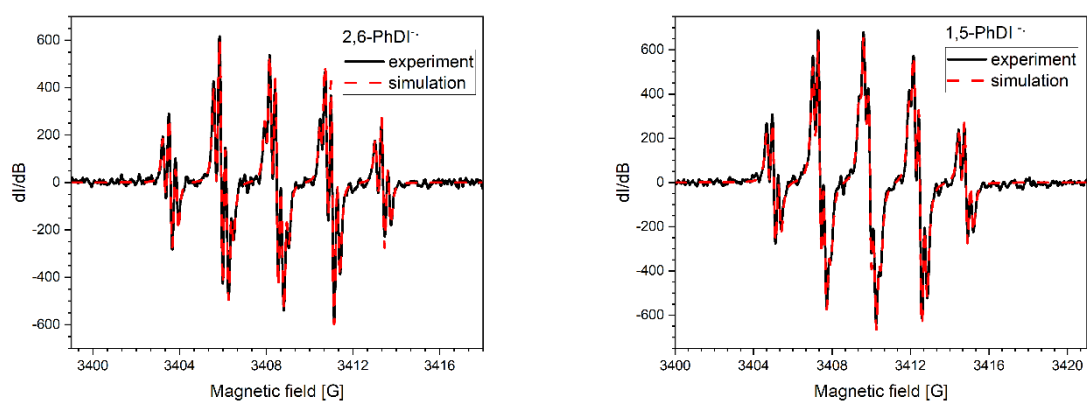 2,6-PhDI⁻·
experiment
simulation
600
400
200
0
-200
-400
-600
dI/dB
3400
3404
3408
3412
3416
Magnetic field [G]
1,5-PhDI⁻·
experiment
simulation
600
400
200
0
-200
-400
-600
dI/dB
3400
3404
3408
3412
3416
3420
Magnetic field [G]